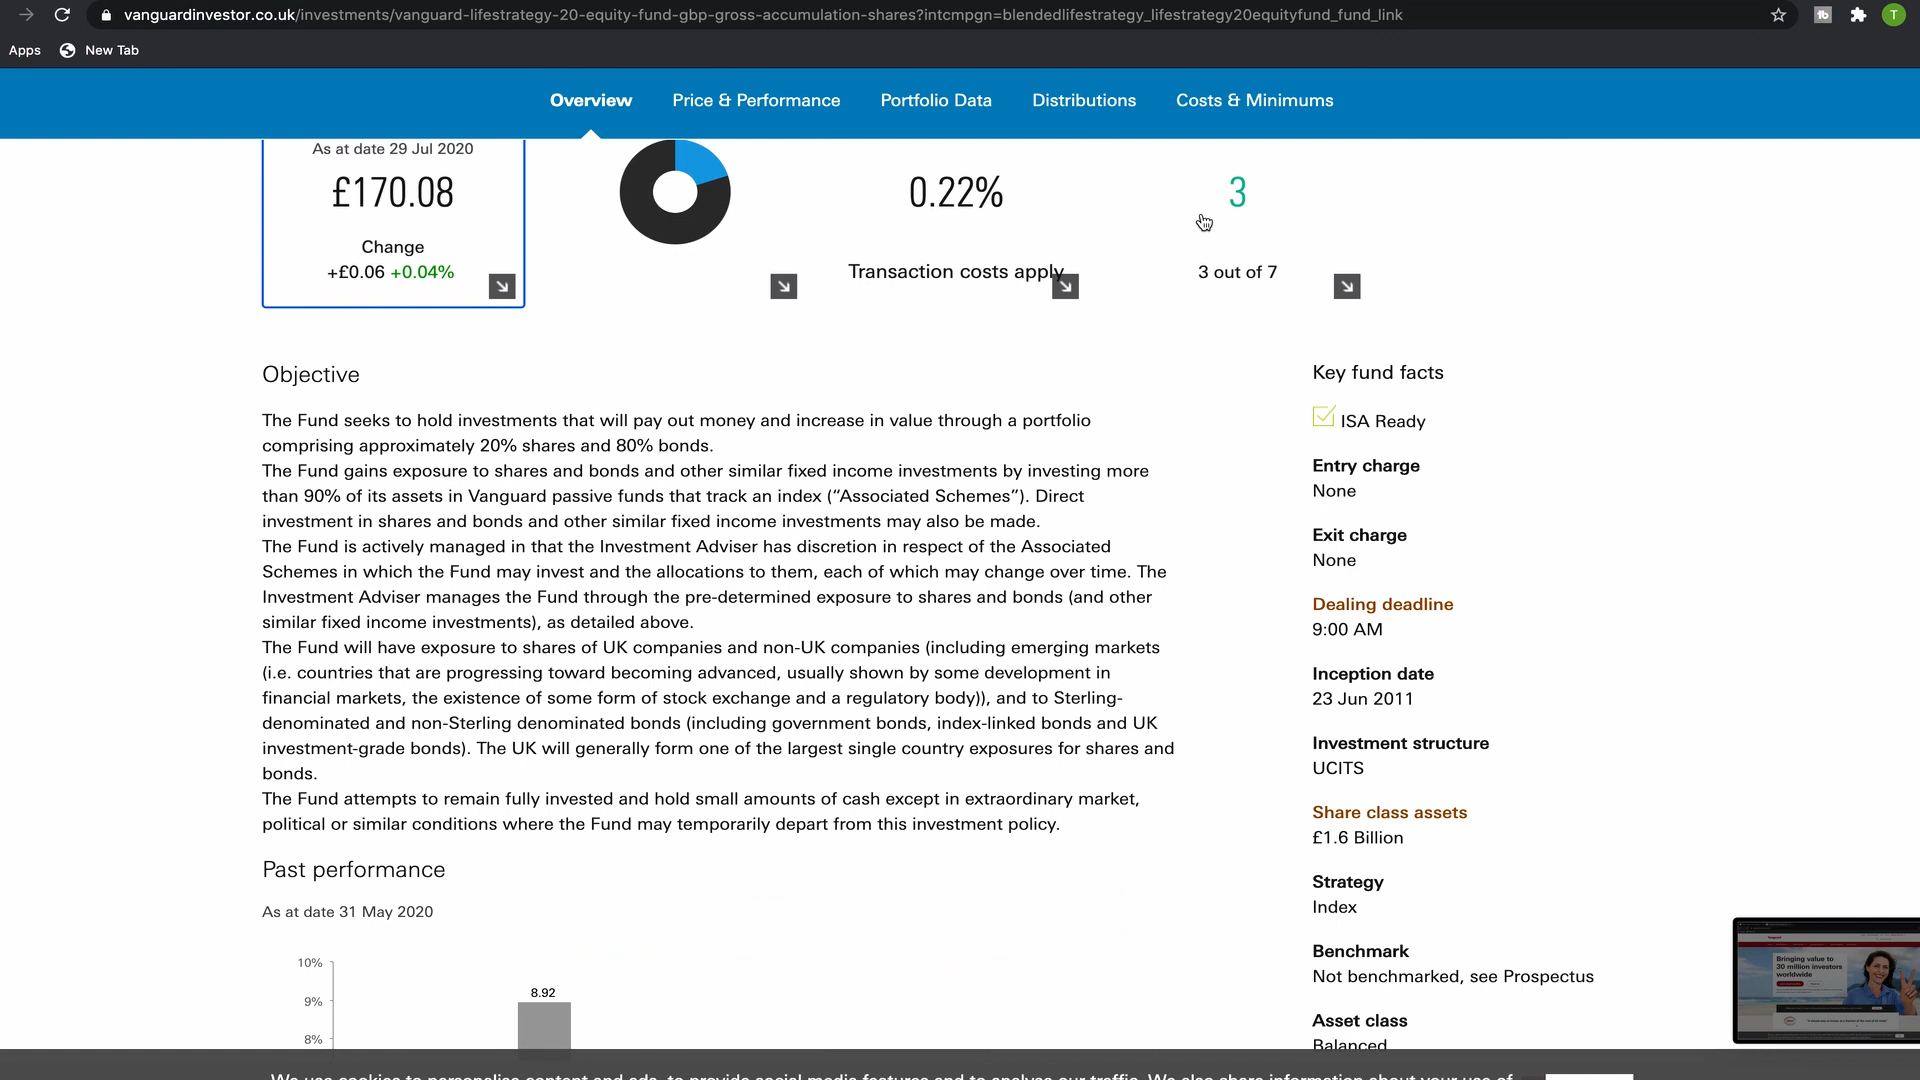 vanguardinvestor.co.uk/investments/vanguard-lifestrategy-20-equity-fund-gbp-gross-accumulation-shares?intcmpgn=blendedlifestrategy_lifestrategy20equityfund_fund_link
T
Apps New Tab
Overview Price & Performance Portfolio Data Distributions Costs & Minimums
As at date 29 Jul 2020
£170.08 0.22% 3
Change
+£0.06 +0.04% Transaction costs apply 3 out of 7
Objective
The Fund seeks to hold investments that will pay out money and increase in value through a portfolio
comprising approximately 20% shares and 80% bonds.
The Fund gains exposure to shares and bonds and other similar fixed income investments by investing more
than 90% of its assets in Vanguard passive funds that track an index (“Associated Schemes”). Direct
investment in shares and bonds and other similar fixed income investments may also be made.
The Fund is actively managed in that the Investment Adviser has discretion in respect of the Associated
Schemes in which the Fund may invest and the allocations to them, each of which may change over time. The
Investment Adviser manages the Fund through the pre-determined exposure to shares and bonds (and other
similar fixed income investments), as detailed above.
The Fund will have exposure to shares of UK companies and non-UK companies (including emerging markets
(i.e. countries that are progressing toward becoming advanced, usually shown by some development in
financial markets, the existence of some form of stock exchange and a regulatory body)), and to Sterling-
denominated and non-Sterling denominated bonds (including government bonds, index-linked bonds and UK
investment-grade bonds). The UK will generally form one of the largest single country exposures for shares and
bonds.
The Fund attempts to remain fully invested and hold small amounts of cash except in extraordinary market,
political or similar conditions where the Fund may temporarily depart from this investment policy.
Past performance
As at date 31 May 2020
10%
8.92
9%
8%
Key fund facts
ISA Ready
Entry charge
None
Exit charge
None
Dealing deadline
9:00 AM
Inception date
23 Jun 2011
Investment structure
UCITS
Share class assets
£1.6 Billion
Strategy
Index
Benchmark
Not benchmarked, see Prospectus
Asset class
Balanced
Bringing value to
30 million investors
worldwide
We use cookies to personalise content and ads, to provide social media features and to analyse our traffic. We also share information about your use of